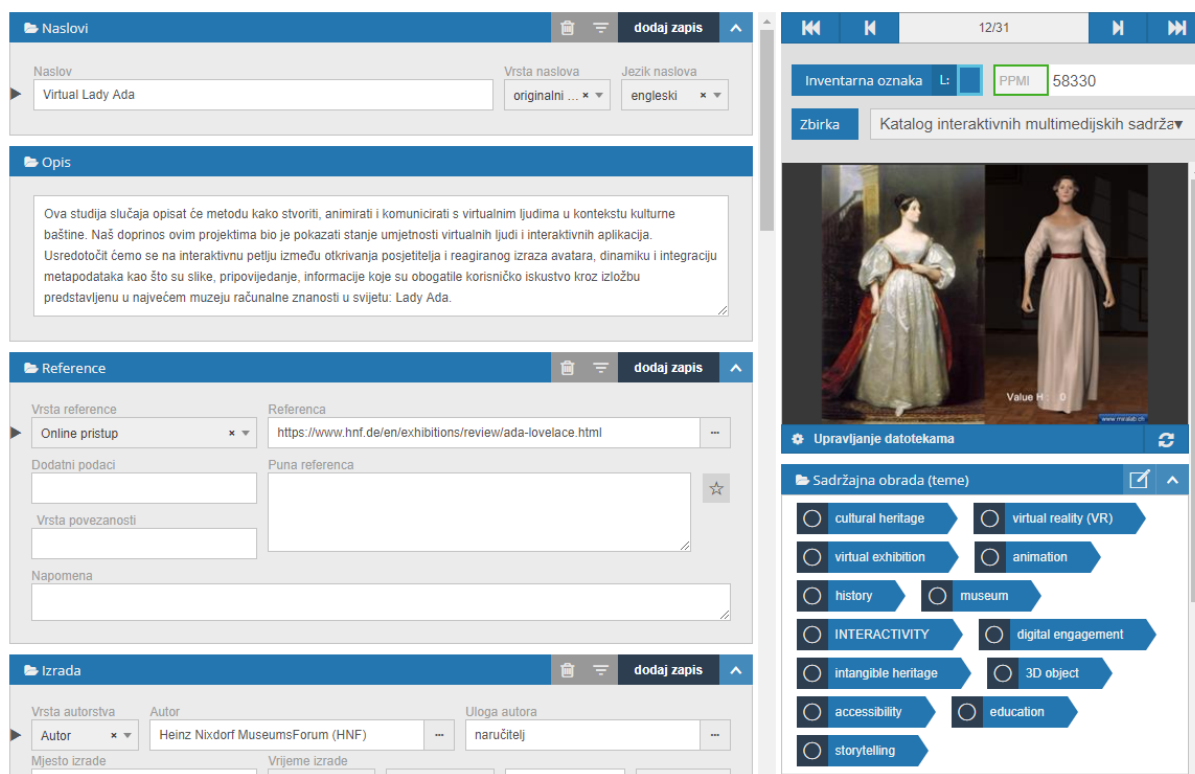 Naslovi
dodaj zapis
Naslov
Vrsta naslova
Jezik naslova
Virtual Lady Ada
originalni ... ×
engleski ×
Opis
Ova studija slučaja opisat će metodu kako stvoriti, animirati i komunicirati s virtualnim ljudima u kontekstu kulturne
baštine. Naš doprinos ovim projektima bio je pokazati stanje umjetnosti virtualnih ljudi i interaktivnih aplikacija.
Usredotočit ćemo se na interaktivnu petlju između otkrivanja posjetitelja i reagiranog izraza avatara, dinamiku i integraciju
metapodataka kao što su slike, pripovijedanje, informacije koje su obogatile korisničko iskustvo kroz izložbu
predstavljenu u najvećem muzeju računalne znanosti u svijetu: Lady Ada.
Reference
dodaj zapis
Vrsta reference
Referenca
Online pristup ×
https://www.hnf.de/en/exhibitions/review/ada-lovelace.html
...
Dodatni podaci
Puna referenca
Vrsta povezanosti
Napomena
Izrada
dodaj zapis
Vrsta autorstva
Autor
Uloga autora
Autor ×
Heinz Nixdorf MuseumsForum (HNF)
...
naručitelj
...
Mjesto izrade
Vrijeme izrade
12/31
Inventarna oznaka L:
PPMI
58330
Zbirka
Katalog interaktivnih multimedijskih sadrža
Value H : 0
www.miralab.ch
Upravljanje datotekama
Sadržajna obrada (teme)
cultural heritage
virtual reality (VR)
virtual exhibition
animation
history
museum
INTERACTIVITY
digital engagement
intangible heritage
3D object
accessibility
education
storytelling